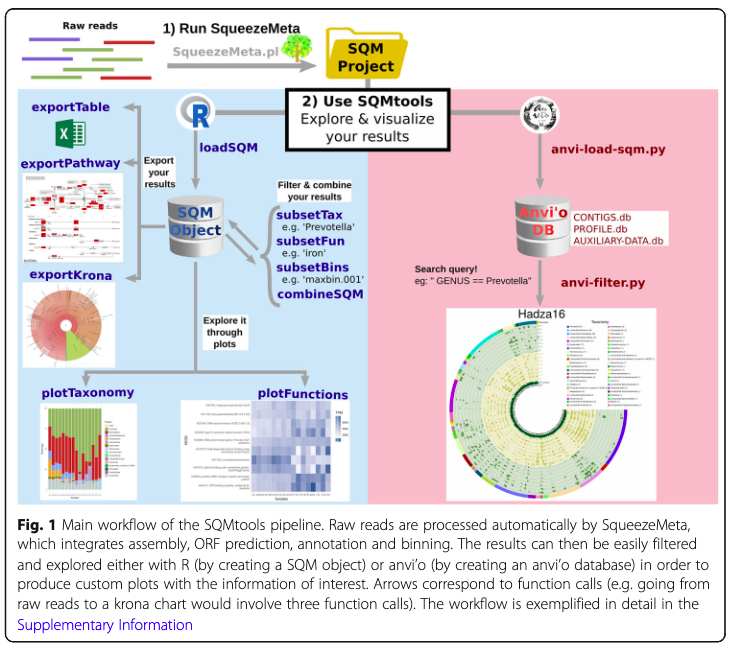 Raw reads
1) Run SqueezeMeta
SqueezeMeta.pl
SQM
Project
2) Use SQMtools
Explore & visualize
your results
exportTable
R
loadSQM
exportPathway
Export
your
results
SQM
Object
Filter & combine
your results
subsetTax
e.g. 'Prevotella'
subsetFun
e.g. 'iron'
subsetBins
e.g. 'maxbin.001'
combineSQM
exportKrona
Explore it
through
plots
plotTaxonomy
plotFunctions
anvi-load-sqm.py
Anvi'o
DB
CONTIGS.db
PROFILE.db
AUXILIARY-DATA.db
Search query!
eg: " GENUS == Prevotella"
anvi-filter.py
Hadza16
Fig. 1 Main workflow of the SQMtools pipeline. Raw reads are processed automatically by SqueezeMeta,
which integrates assembly, ORF prediction, annotation and binning. The results can then be easily filtered
and explored either with R (by creating a SQM object) or anvi’o (by creating an anvi’o database) in order to
produce custom plots with the information of interest. Arrows correspond to function calls (e.g. going from
raw reads to a krona chart would involve three function calls). The workflow is exemplified in detail in the
Supplementary Information